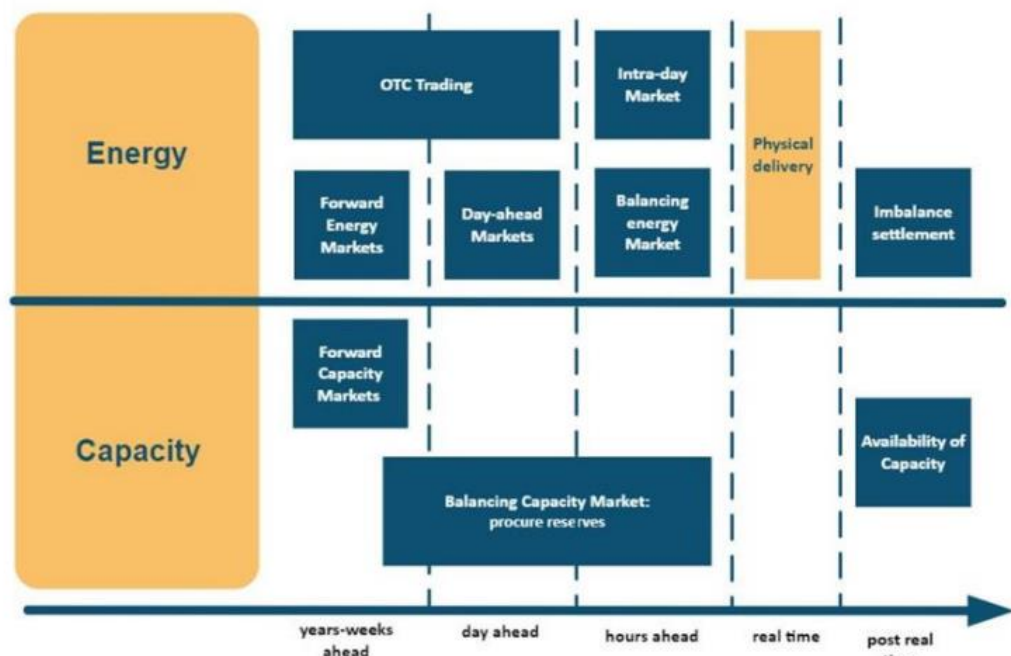 Energy
OTC Trading
Intra-day
Market
Physical
delivery
Forward
Energy
Markets
Day-ahead
Markets
Balancing
energy
Market
Imbalance
settlement
Capacity
Forward
Capacity
Markets
Balancing Capacity Market:
procure reserves
Availability of
Capacity
years-weeks
ahead
day ahead
hours ahead
real time
post real